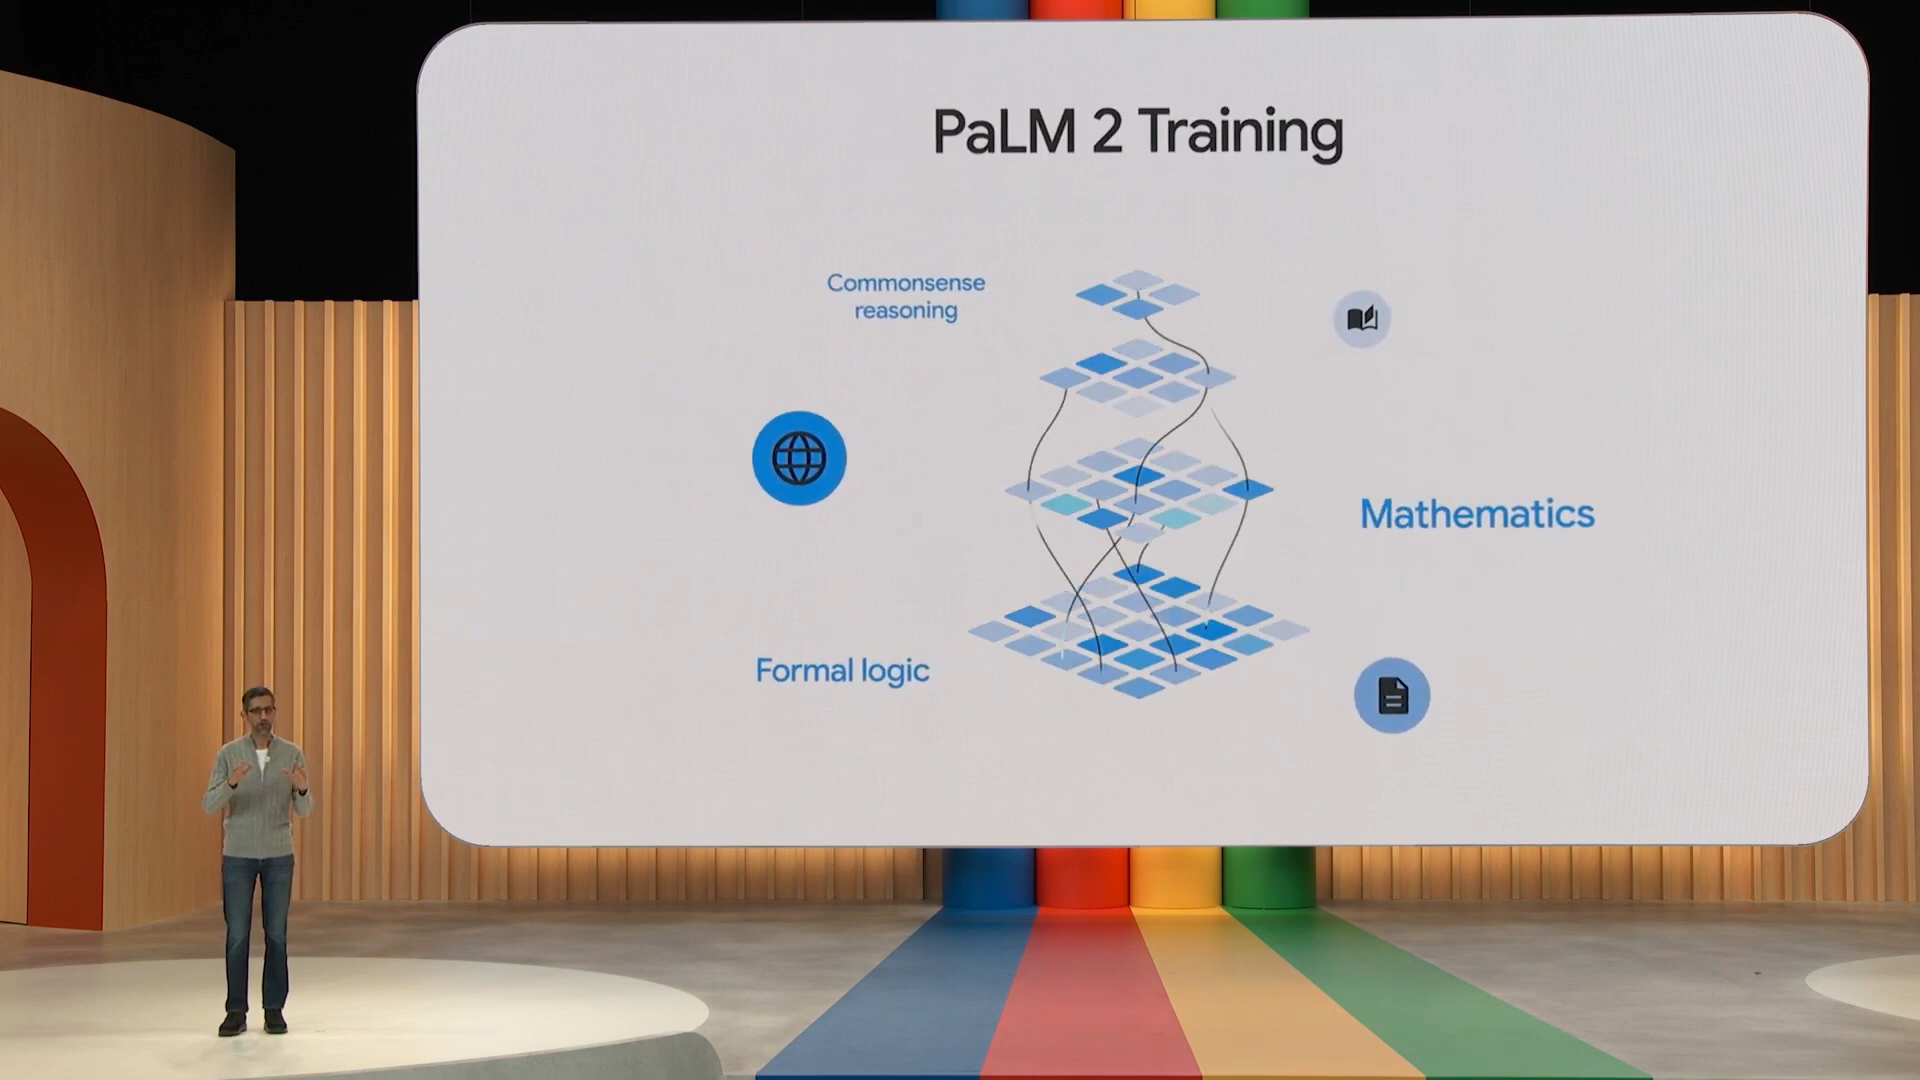 PaLM 2 Training
Commonsense
reasoning
Mathematics
Formal logic